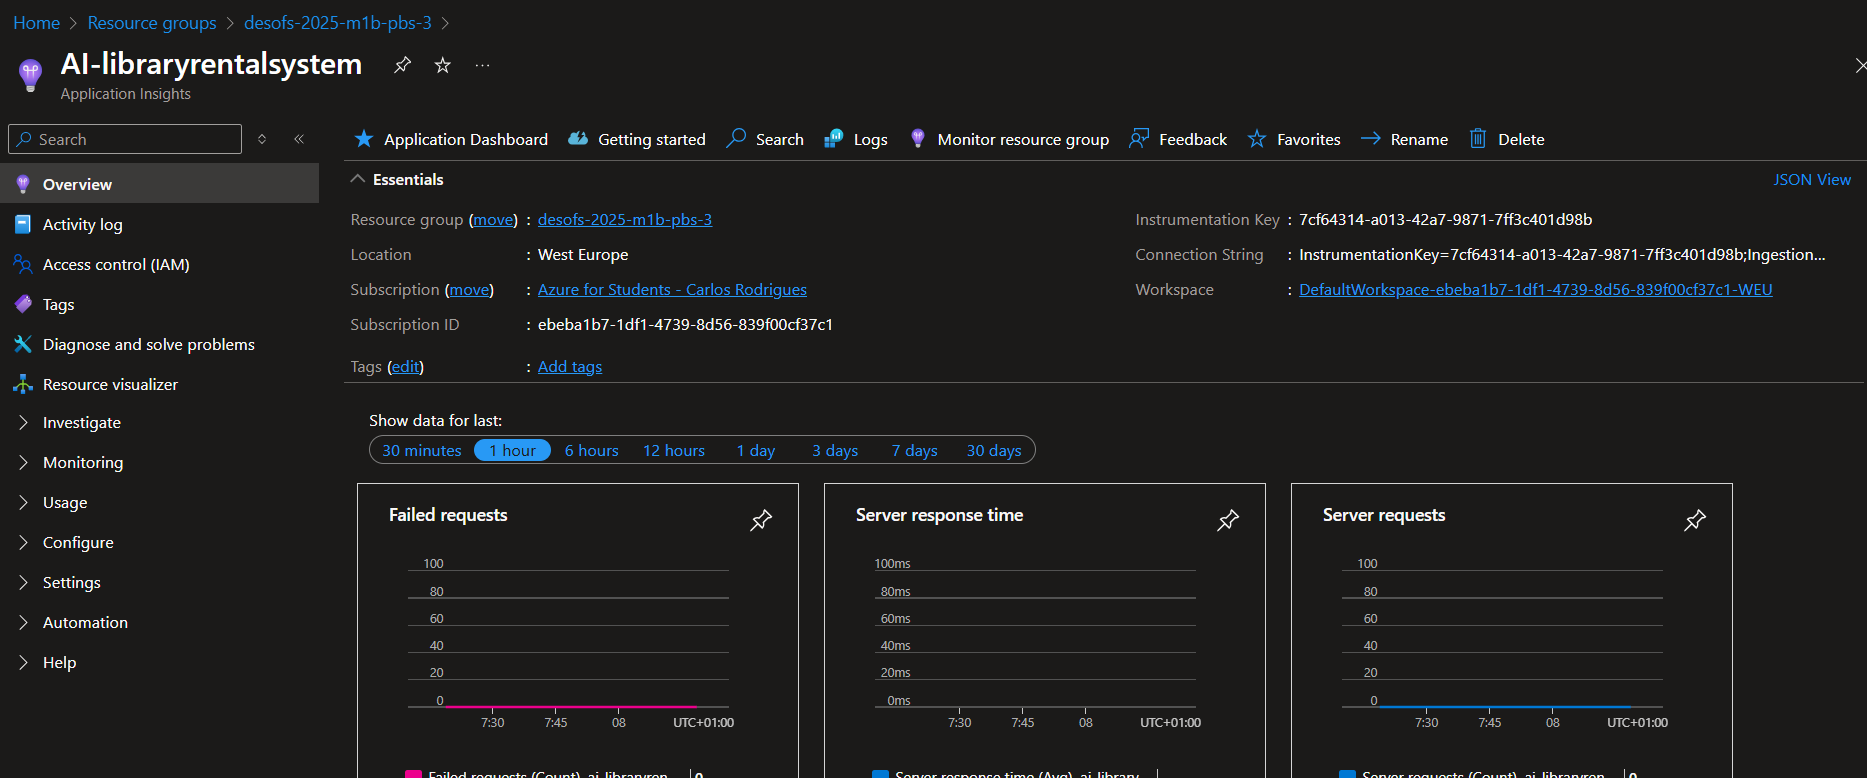 Home > Resource groups > desofs-2025-m1b-pbs-3 >
AI-libraryrentalsystem
Application Insights
Search
Overview
Activity log
Access control (IAM)
Tags
Diagnose and solve problems
Resource visualizer
Investigate
Monitoring
Usage
Configure
Settings
Automation
Help
Application Dashboard Getting started Search Logs Monitor resource group Feedback Favorites Rename Delete
Essentials
JSON View
Resource group (move) : desofs-2025-m1b-pbs-3
Location : West Europe
Subscription (move) : Azure for Students - Carlos Rodrigues
Subscription ID : ebeba1b7-1df1-4739-8d56-839f00cf37c1
Tags (edit) : Add tags
Instrumentation Key : 7cf64314-a013-42a7-9871-7ff3c401d98b
Connection String : InstrumentationKey=7cf64314-a013-42a7-9871-7ff3c401d98b;Ingestion...
Workspace : DefaultWorkspace-ebeba1b7-1df1-4739-8d56-839f00cf37c1-WEU
Show data for last:
30 minutes 1 hour 6 hours 12 hours 1 day 3 days 7 days 30 days
Failed requests
100
80
60
40
20
0
7:30 7:45 08 UTC+01:00
Failed requests (Count), ai-libraryren... 0
Server response time
100ms
80ms
60ms
40ms
20ms
0ms
7:30 7:45 08 UTC+01:00
Server response time (Avg), ai-library...
Server requests
100
80
60
40
20
0
7:30 7:45 08 UTC+01:00
Server requests (Count), ai-libraryren... 0